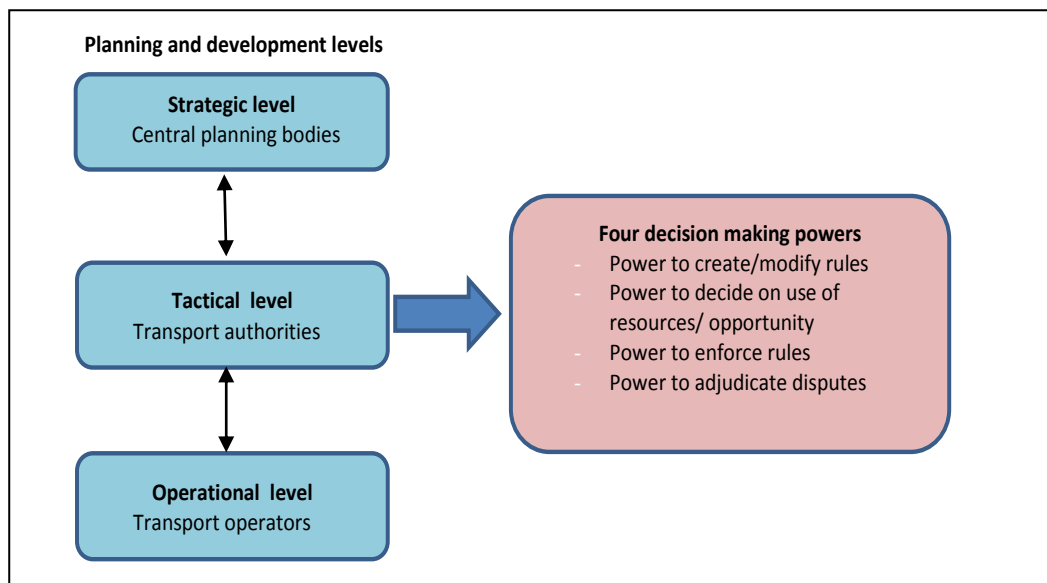 Planning and development levels
Strategic level
Central planning bodies
Tactical  level
Transport authorities
Operational  level
Transport operators
Four decision making powers
- Power to create/modify rules
- Power to decide on use of
resources/ opportunity
- Power to enforce rules
- Power to adjudicate disputes